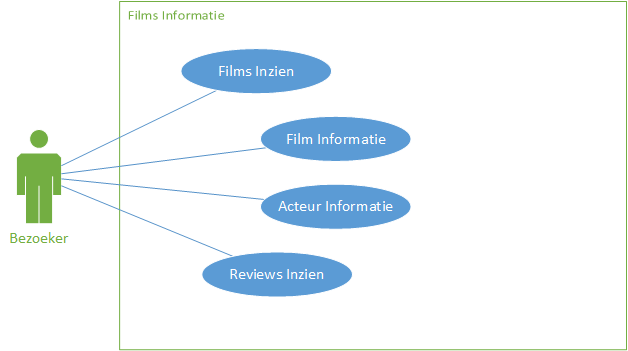 Films Informatie
Films Inzien
Film Informatie
Acteur Informatie
Bezoeker
Reviews Inzien